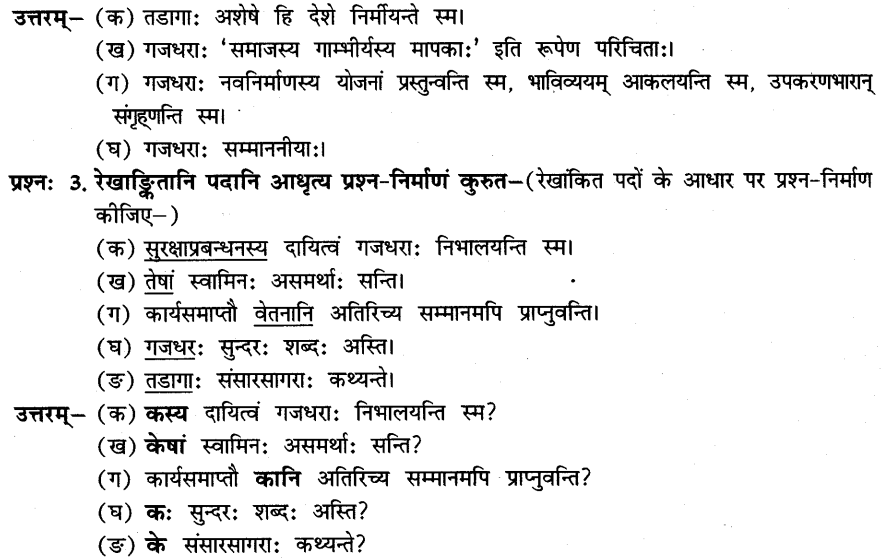 उत्तरम्– (क) तडागाः अशेषे हि देशे निर्मीयन्ते स्म।
(ख) गजधराः ‘समाजस्य गाम्भीर्यस्य मापकाः’ इति रूपेण परिचिताः।
(ग) गजधराः नवनिर्माणस्य योजनां प्रस्तुन्वन्ति स्म, भाविव्ययम् आकलयन्ति स्म, उपकरणभारान्
संगृह्णन्ति स्म।
(घ) गजधराः सम्माननीयाः।
प्रश्नः 3. रेखाङ्कितानि पदानि आधृत्य प्रश्न-निर्माणं कुरुत–(रेखांकित पदों के आधार पर प्रश्न-निर्माण
कीजिए–)
(क) सुरक्षाप्रबन्धनस्य दायित्वं गजधराः निभालयन्ति स्म।
(ख) तेषां स्वामिनः असमर्थाः सन्ति।
(ग) कार्यसमाप्तौ वेतनानि अतिरिच्य सम्मानमपि प्राप्नुवन्ति।
(घ) गजधरः सुन्दरः शब्दः अस्ति।
(ङ) तडागाः संसारसागराः कथ्यन्ते।
उत्तरम्– (क) कस्य दायित्वं गजधराः निभालयन्ति स्म?
(ख) केषां स्वामिनः असमर्थाः सन्ति?
(ग) कार्यसमाप्तौ कानि अतिरिच्य सम्मानमपि प्राप्नुवन्ति?
(घ) कः सुन्दरः शब्दः अस्ति?
(ङ) के संसारसागराः कथ्यन्ते?